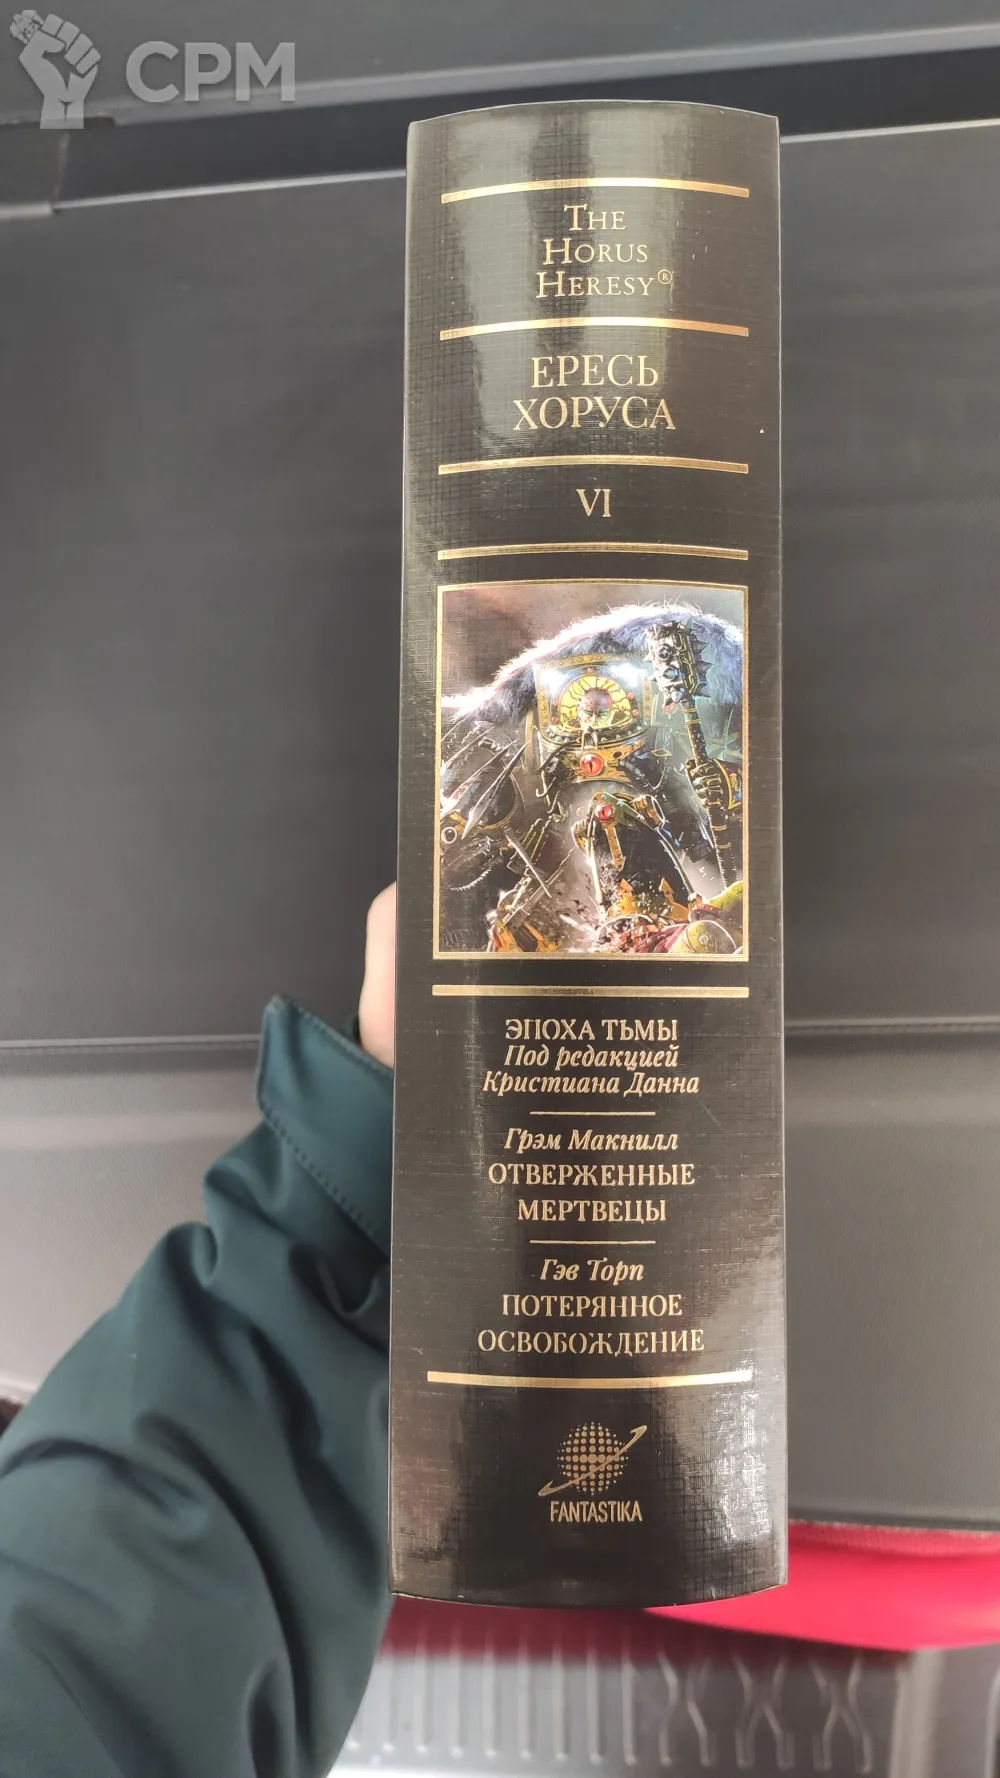 СРМ
The
Horus
Heresy®
ЕРЕСЬ
ХОРУСА
VI
ЭПОХА ТЬМЫ
Под редакцией
Кристиана Данна
Грэм Макнилл
ОТВЕРЖЕННЫЕ
МЕРТВЕЦЫ
Гэв Торп
ПОТЕРЯННОЕ
ОСВОБОЖДЕНИЕ
FANTASTIKA